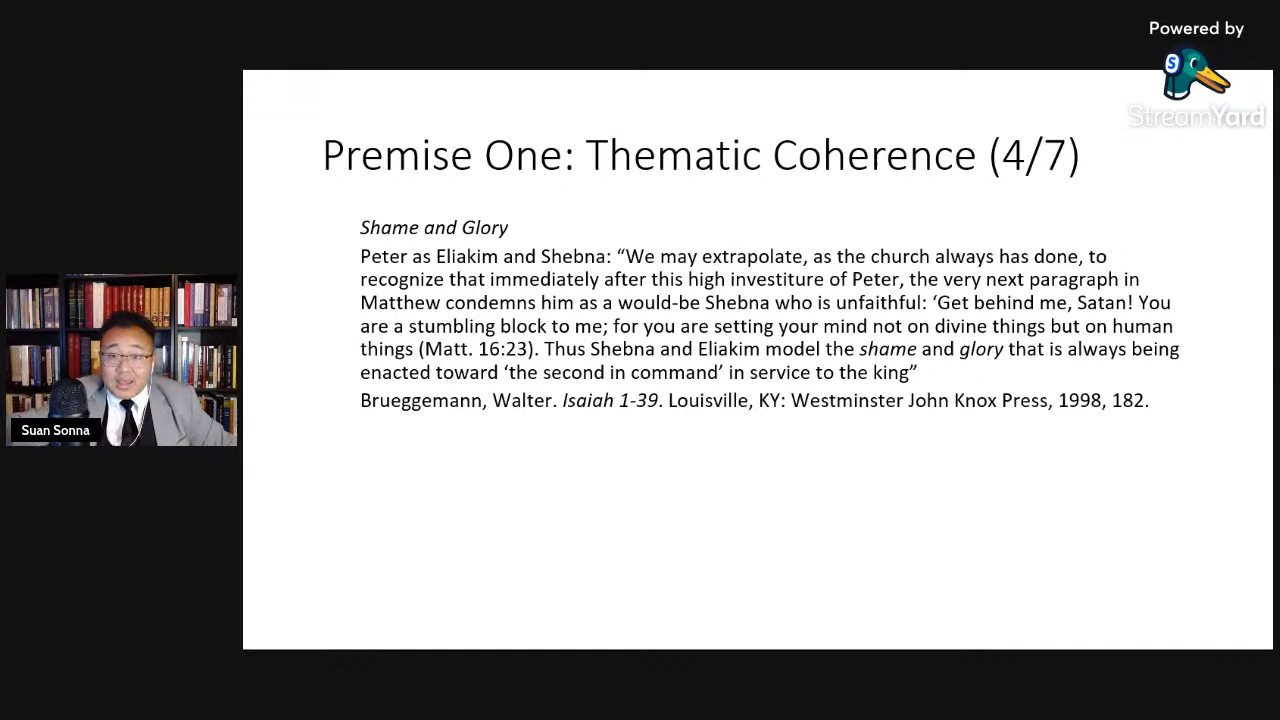 Powered by
S
StreamYard
Premise One: Thematic Coherence (4/7)
Shame and Glory
Peter as Eliakim and Shebna: “We may extrapolate, as the church always has done, to
recognize that immediately after this high investiture of Peter, the very next paragraph in
Matthew condemns him as a would-be Shebna who is unfaithful: ‘Get behind me, Satan! You
are a stumbling block to me; for you are setting your mind not on divine things but on human
things (Matt. 16:23). Thus Shebna and Eliakim model the shame and glory that is always being
enacted toward ‘the second in command’ in service to the king”
Brueggemann, Walter. Isaiah 1-39. Louisville, KY: Westminster John Knox Press, 1998, 182.
Suan Sonna